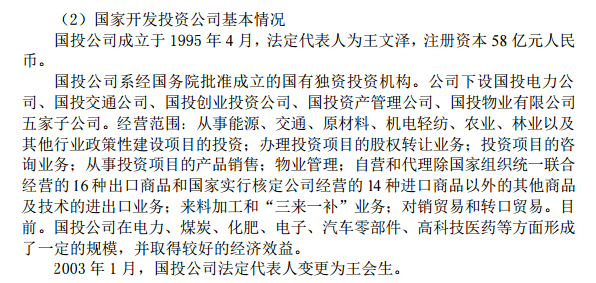 （2）国家开发投资公司基本情况
国投公司成立于 1995 年 4 月，法定代表人为王文泽，注册资本 58 亿元人民
币。
国投公司系经国务院批准成立的国有独资投资机构。公司下设国投电力公
司、国投交通公司、国投创业投资公司、国投资产管理公司、国投物业有限公司
五家子公司。经营范围：从事能源、交通、原材料、机电轻纺、农业、林业以及
其他行业政策性建设项目的投资；办理投资项目的股权转让业务；投资项目的咨
询业务；从事投资项目的产品销售；物业管理；自营和代理除国家组织统一联合
经营的 16 种出口商品和国家实行核定公司经营的 14 种进口商品以外的其他商品
及技术的进出口业务；来料加工和“三来一补”业务；对销贸易和转口贸易。目
前。国投公司在电力、煤炭、化肥、电子、汽车零部件、高科技医药等方面形成
了一定的规模，并取得较好的经济效益。
2003 年 1 月，国投公司法定代表人变更为王会生。